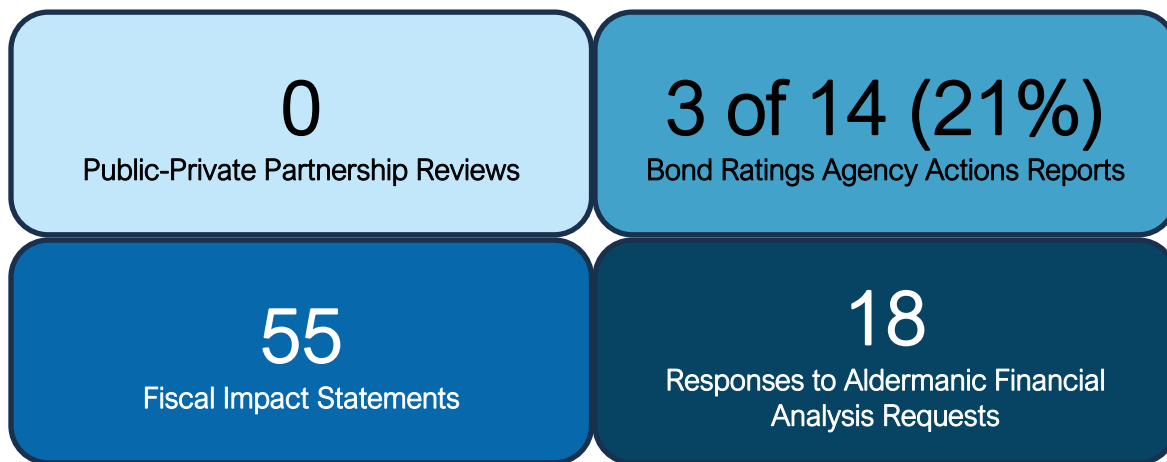 0
Public-Private Partnership Reviews
3 of 14 (21%)
Bond Ratings Agency Actions Reports
55
Fiscal Impact Statements
18
Responses to Aldermanic Financial
Analysis Requests